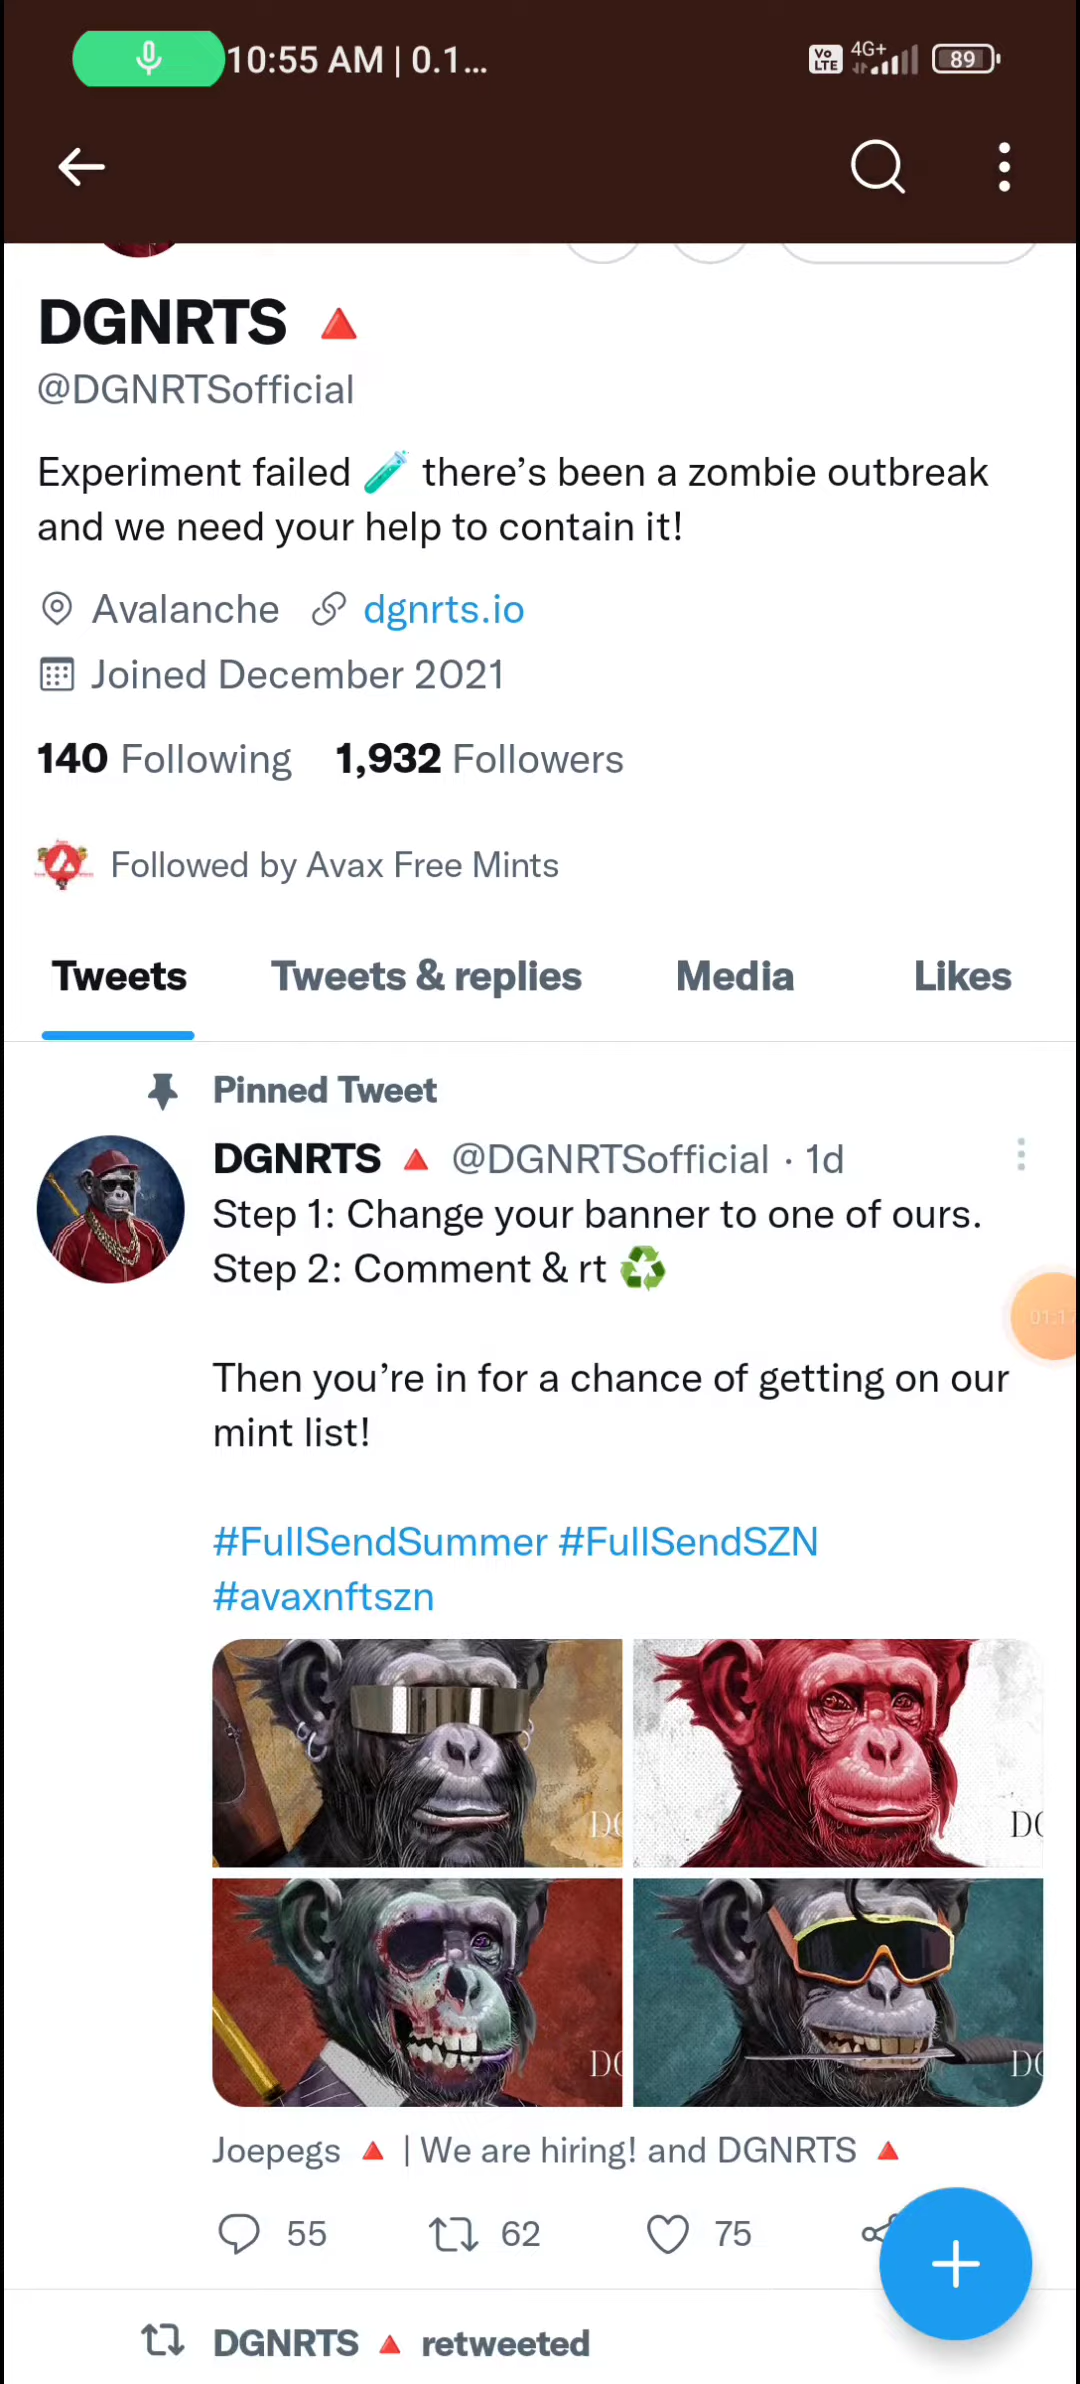 10:55 AM | 0.1...
Vo LTE 4G+ 89
DGNRTS 🔺
@DGNRTSofficial
Experiment failed 🧪 there’s been a zombie outbreak
and we need your help to contain it!
Avalanche dgnrts.io
Joined December 2021
140 Following 1,932 Followers
Followed by Avax Free Mints
Tweets Tweets & replies Media Likes
Pinned Tweet
DGNRTS 🔺 @DGNRTSofficial · 1d
Step 1: Change your banner to one of ours.
Step 2: Comment & rt ♻️
Then you’re in for a chance of getting on our
mint list!
#FullSendSummer #FullSendSZN
#avaxnftszn
Joepegs 🔺 | We are hiring! and DGNRTS 🔺
55 62 75
DGNRTS 🔺 retweeted